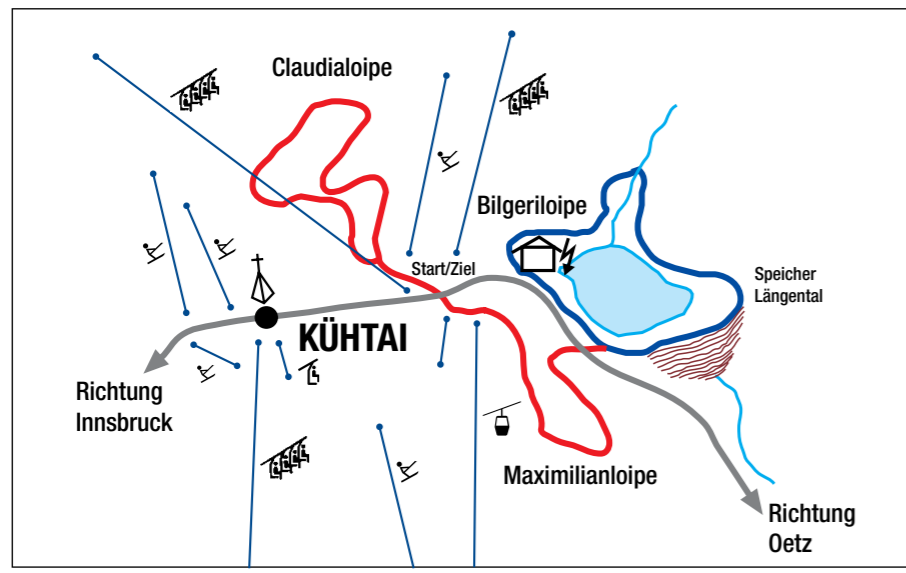 Claudialoipe
Bilgeriloipe
Start/Ziel
Speicher
Längental
KÜHTAI
Richtung
Innsbruck
Maximilianloipe
Richtung
Oetz